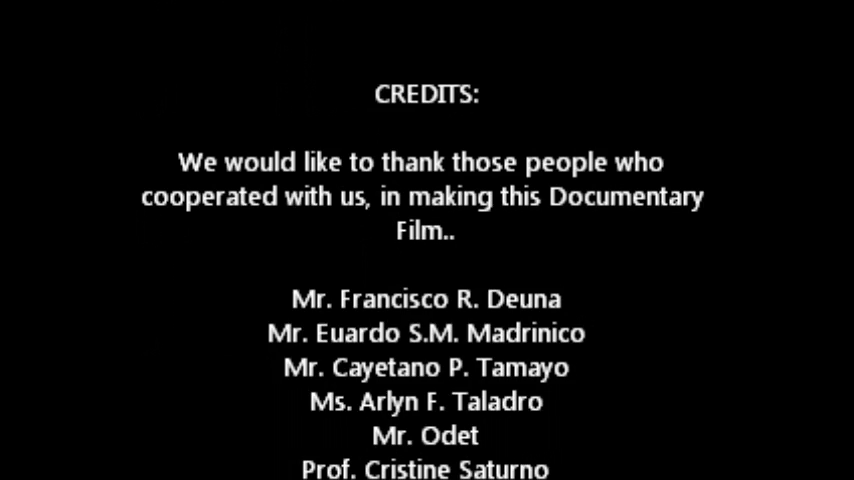 CREDITS:
We would like to thank those people who
cooperated with us, in making this Documentary
Film..
Mr. Francisco R. Deuna
Mr. Euardo S.M. Madrinico
Mr. Cayetano P. Tamayo
Ms. Arlyn F. Taladro
Mr. Odet
Prof. Cristine Saturno